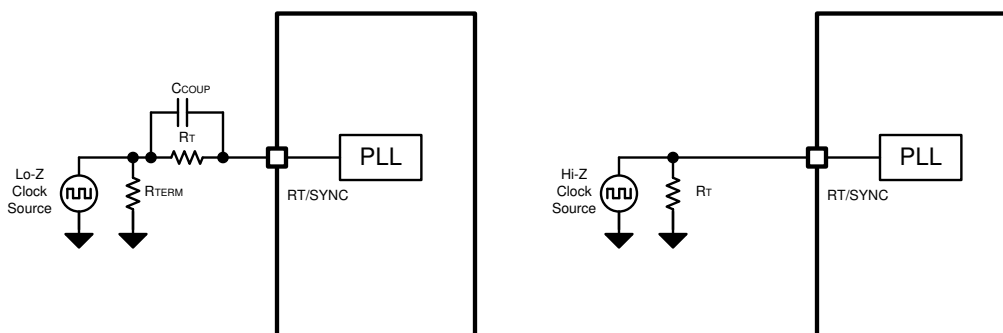 CCOUP
RT
PLL
Lo-Z
Clock
Source
RTERM
RT/SYNC
PLL
Hi-Z
Clock
Source
RT
RT/SYNC